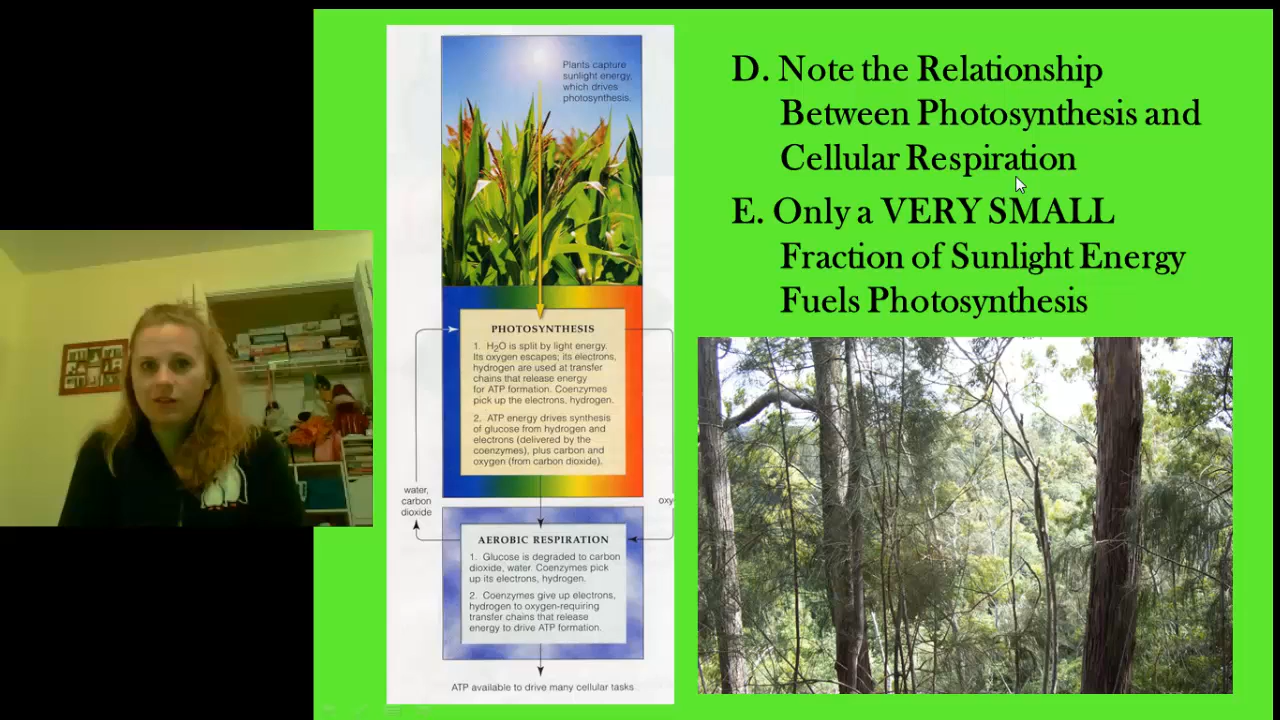 D. Note the Relationship
Between Photosynthesis and
Cellular Respiration
E. Only a VERY SMALL
Fraction of Sunlight Energy
Fuels Photosynthesis
Plants capture
sunlight energy,
which drives
photosynthesis.
PHOTOSYNTHESIS
1. H2O is split by light energy.
Its oxygen escapes; its electrons,
hydrogen are used at transfer
chains that release energy
for ATP formation. Coenzymes
pick up the electrons, hydrogen.
2. ATP energy drives synthesis
of glucose from hydrogen and
electrons (delivered by the
coenzymes), plus carbon and
oxygen (from carbon dioxide).
water,
carbon
dioxide
oxy
AEROBIC RESPIRATION
1. Glucose is degraded to carbon
dioxide, water. Coenzymes pick
up its electrons, hydrogen.
2. Coenzymes give up electrons,
hydrogen to oxygen-requiring
transfer chains that release
energy to drive ATP formation.
ATP available to drive many cellular tasks